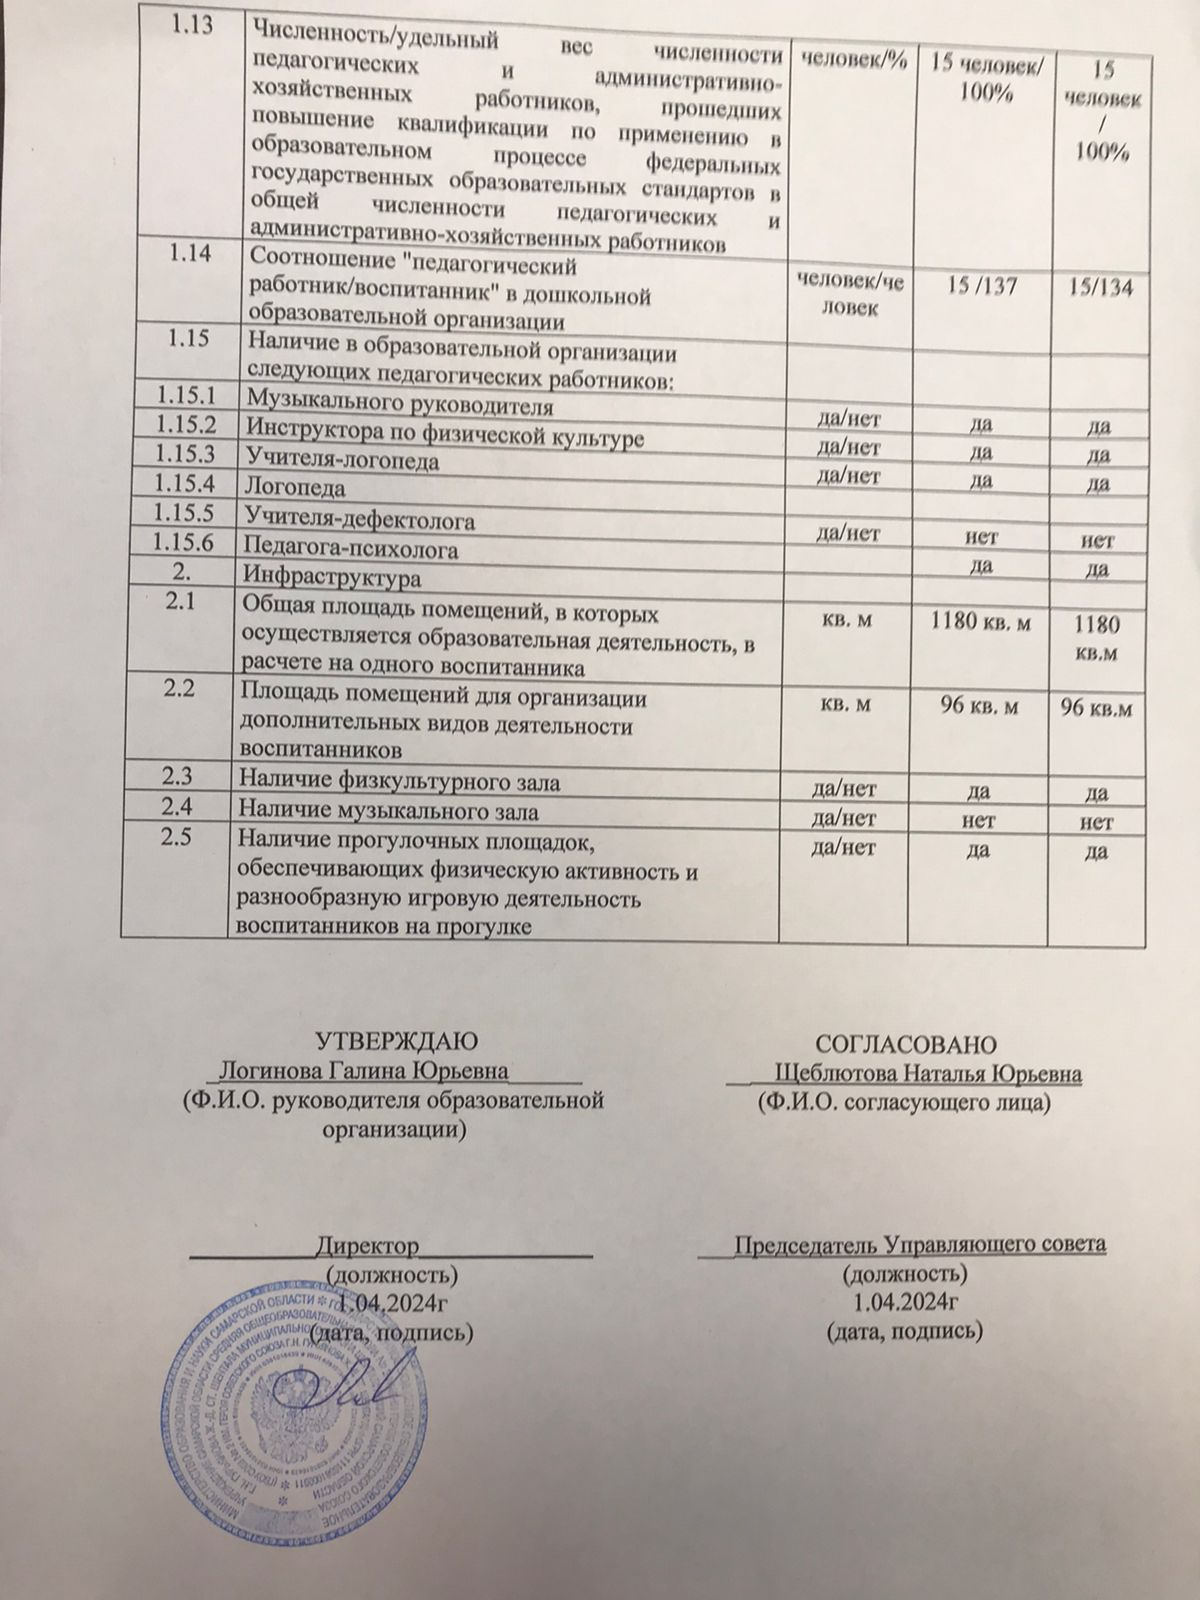 1.13 Численность/удельный вес численности человек/% 15 человек/ 15
педагогических и административно- 100% человек
хозяйственных работников, прошедших /
повышение квалификации по применению в 100%
образовательном процессе федеральных
государственных образовательных стандартов в
общей численности педагогических и
административно-хозяйственных работников
1.14 Соотношение "педагогический человек/че 15 /137 15/134
работник/воспитанник" в дошкольной ловек
образовательной организации
1.15 Наличие в образовательной организации
следующих педагогических работников:
1.15.1 Музыкального руководителя да/нет да да
1.15.2 Инструктора по физической культуре да/нет да да
1.15.3 Учителя-логопеда да/нет да да
1.15.4 Логопеда
1.15.5 Учителя-дефектолога да/нет нет нет
1.15.6 Педагога-психолога да да
2. Инфраструктура
2.1 Общая площадь помещений, в которых кв. м 1180 кв. м 1180
осуществляется образовательная деятельность, в кв.м
расчете на одного воспитанника
2.2 Площадь помещений для организации кв. м 96 кв. м 96 кв.м
дополнительных видов деятельности
воспитанников
2.3 Наличие физкультурного зала да/нет да да
2.4 Наличие музыкального зала да/нет нет нет
2.5 Наличие прогулочных площадок, да/нет да да
обеспечивающих физическую активность и
разнообразную игровую деятельность
воспитанников на прогулке
УТВЕРЖДАЮ СОГЛАСОВАНО
Логинова Галина Юрьевна Щеблютова Наталья Юрьевна
(Ф.И.О. руководителя образовательной (Ф.И.О. согласующего лица)
организации)
Директор Председатель Управляющего совета
(должность) (должность)
1.04.2024г 1.04.2024г
(дата, подпись) (дата, подпись)
МИНИСТЕРСТВО ОБРАЗОВАНИЯ И НАУКИ САМАРСКОЙ ОБЛАСТИ